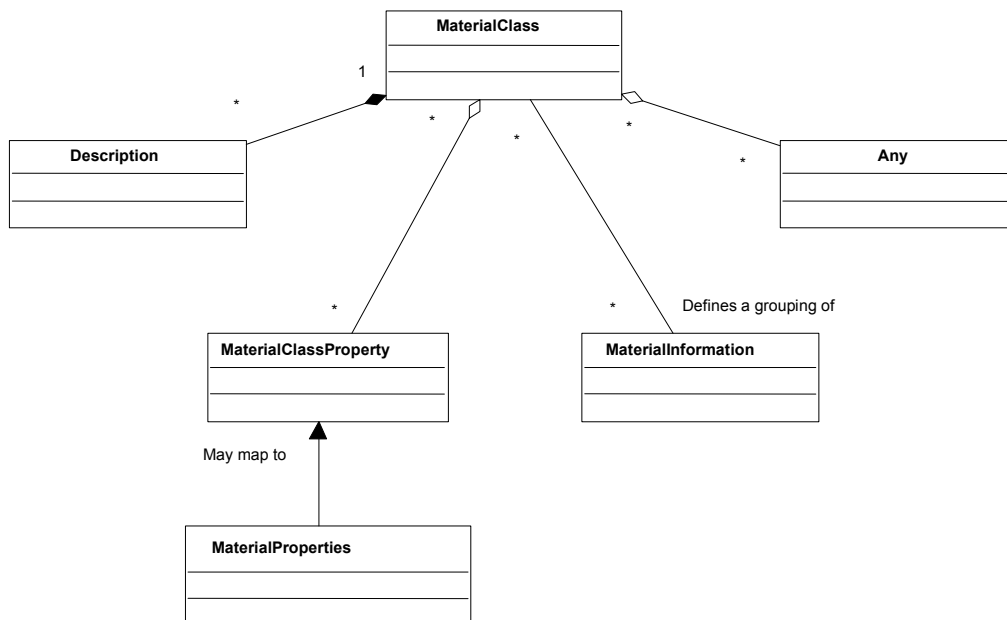 MaterialClass
1
*
*
*
*
*
Description
Any
*
*
Defines a grouping of
MaterialClassProperty
MaterialInformation
May map to
MaterialProperties